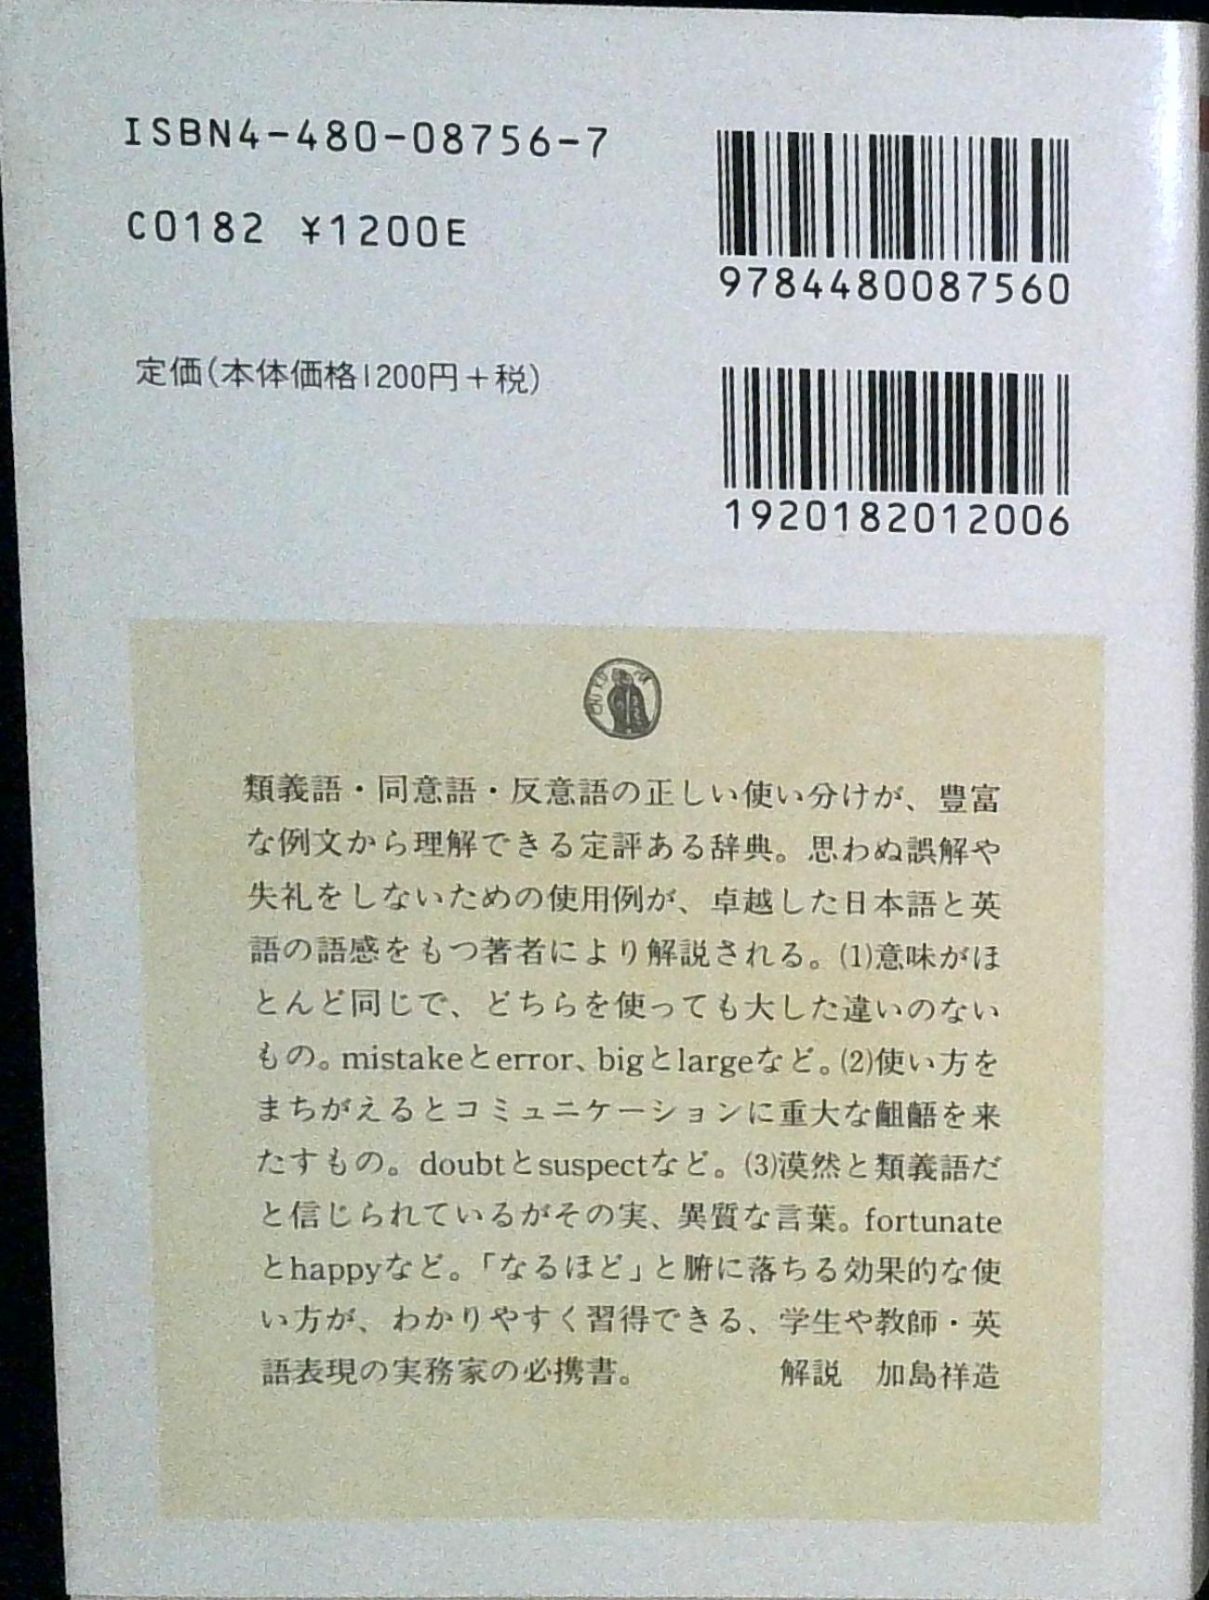 ISBN4-480-08756-7
C0182 ¥1200E
9784480087560
定価(本体価格1200円+税)
1920182012006
類義語・同意語・反意語の正しい使い分けが、豊富
な例文から理解できる定評ある辞典。思わぬ誤解や
失礼をしないための使用例が、卓越した日本語と英
語の語感をもつ著者により解説される。(1)意味がほ
とんど同じで、どちらを使っても大した違いのない
もの。mistakeとerror、bigとlargeなど。(2)使い方を
まちがえるとコミュニケーションに重大な齟齬を来
たすもの。doubtとsuspectなど。(3)漠然と類義語だ
と信じられているがその実、異質な言葉。fortunate
とhappyなど。「なるほど」と腑に落ちる効果的な使
い方が、わかりやすく習得できる、学生や教師・英
語表現の実務家の必携書。 解説 加島祥造